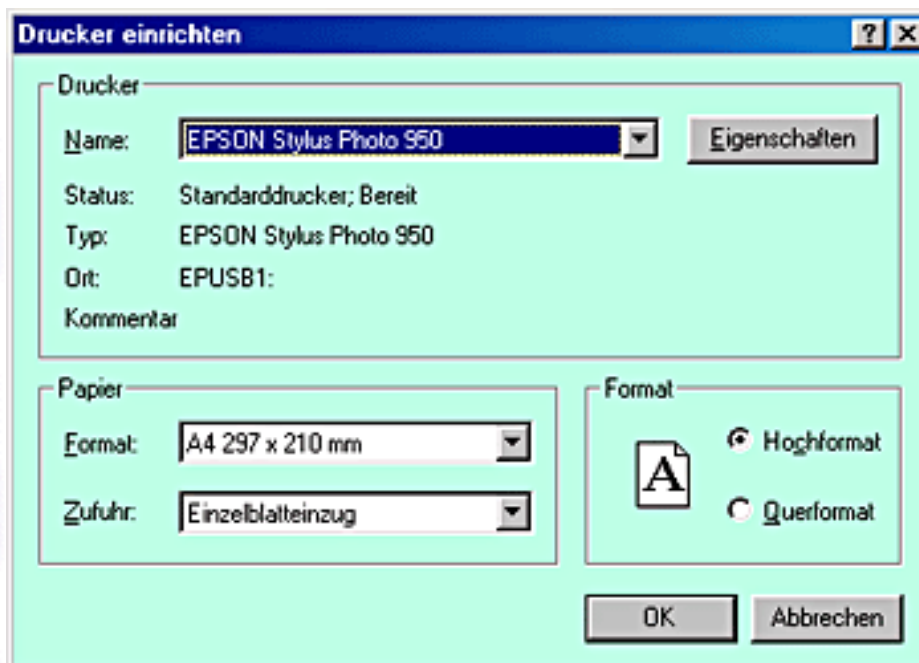 Drucker einrichten
Drucker
Name: EPSON Stylus Photo 950 Eigenschaften
Status: Standarddrucker; Bereit
Typ: EPSON Stylus Photo 950
Ort: EPUSB1:
Kommentar
Papier
Format: A4 297 x 210 mm
Zufuhr: Einzelblatteinzug
Format
A
Hochformat
Querformat
OK Abbrechen